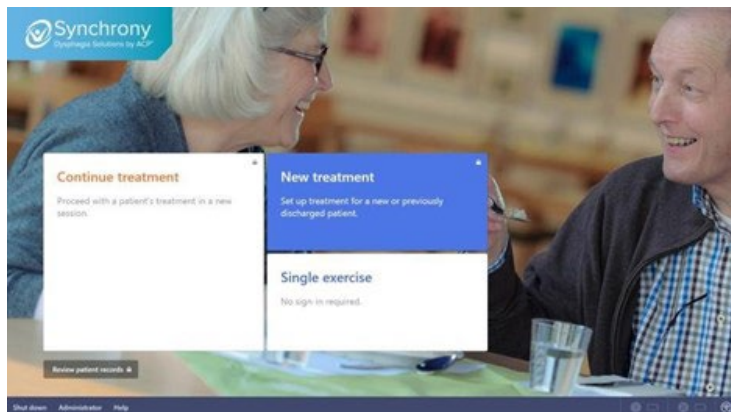 Synchrony
Dysphagia Solutions by ACP
Continue treatment
Proceed with a patient's treatment in a new
session.
New treatment
Set up treatment for a new or previously
discharged patient.
Single exercise
No sign-in required.
Review patient records
Shut down Administrator Help